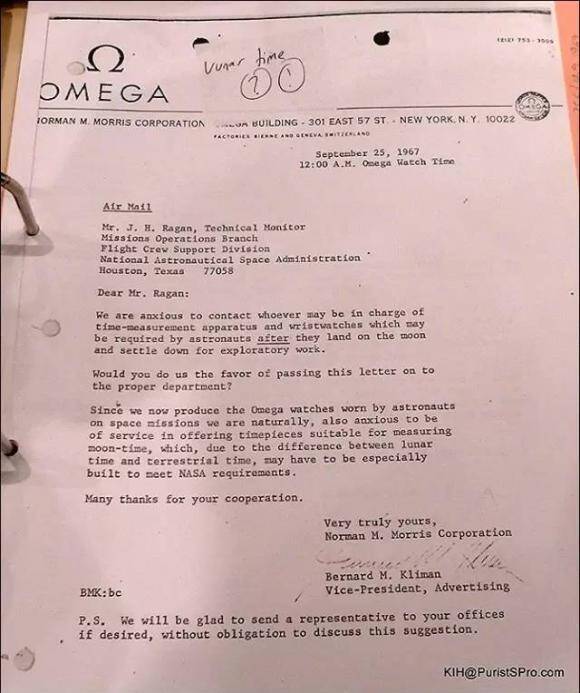 (212) 753-
Lunar time
? !
Ω
OMEGA
NORMAN M. MORRIS CORPORATION BUILDING - 301 EAST 57 ST. - NEW YORK, N. Y. 10022
FACTORIES BIENNE AND GENEVA, SWITZERLAND
September 25, 1967
12:00 A.M. Omega Watch Time
Air Mail
Mr. J. H. Ragan, Technical Monitor
Missions Operations Branch
Flight Crew Support Division
National Astronautical Space Administration
Houston, Texas 77058
Dear Mr. Ragan:
We are anxious to contact whoever may be in charge of
time-measurement apparatus and wristwatches which may
be required by astronauts after they land on the moon
and settle down for exploratory work.
Would you do us the favor of passing this letter on to
the proper department?
Since we now produce the Omega watches worn by astronauts
on space missions we are naturally, also anxious to be
of service in offering timepieces suitable for measuring
moon-time, which, due to the difference between lunar
time and terrestrial time, may have to be especially
built to meet NASA requirements.
Many thanks for your cooperation.
Very truly yours,
Norman M. Morris Corporation
Bernard M. Kliman
Vice-President, Advertising
BMK:bc
P.S. We will be glad to send a representative to your offices
if desired, without obligation to discuss this suggestion.
KIH@PuristSPro.com